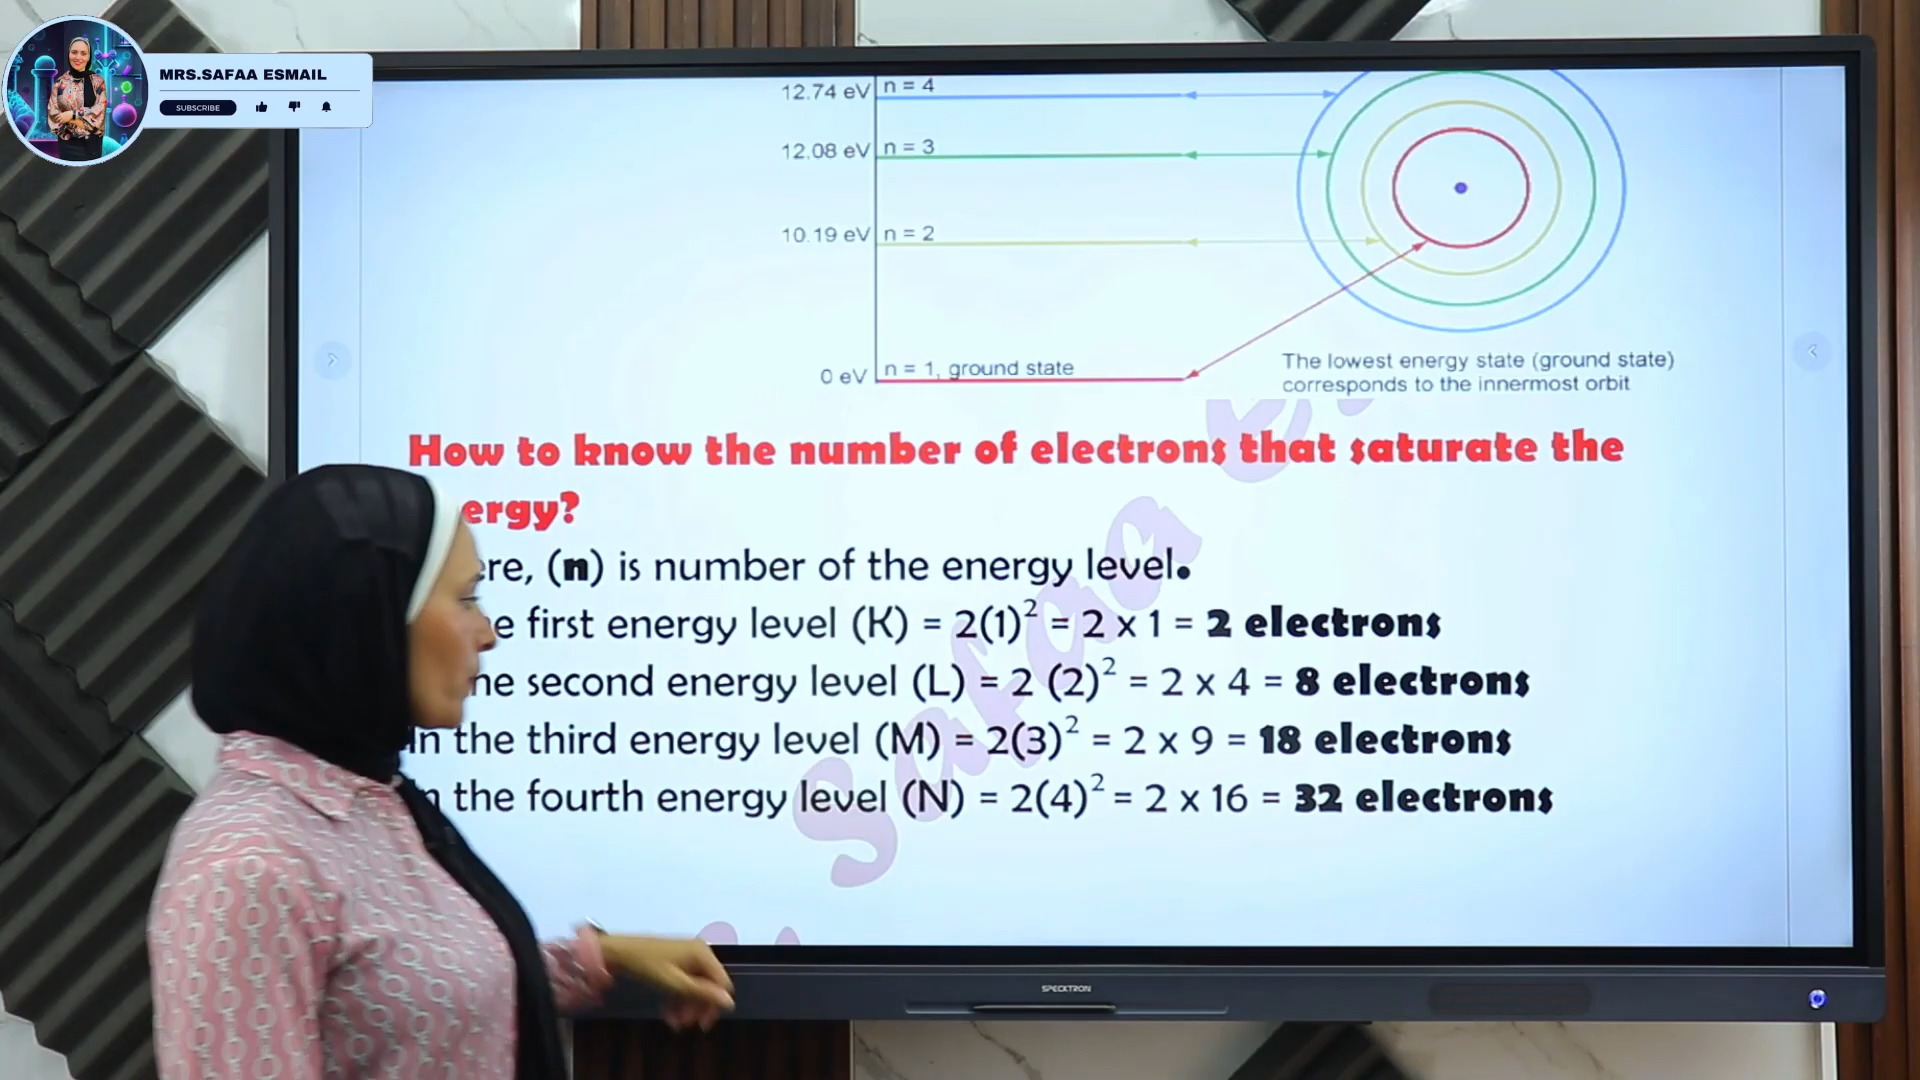 MRS.SAFAA ESMAIL
SUBSCRIBE
12.74 eV n = 4
12.08 eV n = 3
10.19 eV n = 2
0 eV n = 1, ground state
The lowest energy state (ground state)
corresponds to the innermost orbit
How to know the number of electrons that saturate the
ergy?
re, (n) is number of the energy level.
e first energy level (K) = 2(1)² = 2 x 1 = 2 electrons
he second energy level (L) = 2 (2)² = 2 x 4 = 8 electrons
In the third energy level (M) = 2(3)² = 2 x 9 = 18 electrons
In the fourth energy level (N) = 2(4)² = 2 x 16 = 32 electrons
Safaa E
SPECKTRON